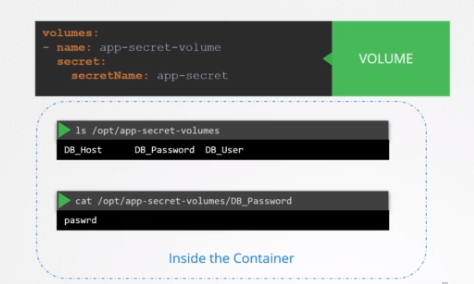 volumes:
- name: app-secret-volume
  secret:
    secretName: app-secret
VOLUME
ls /opt/app-secret-volumes
DB_Host     DB_Password  DB_User
cat /opt/app-secret-volumes/DB_Password
paswrd
Inside the Container